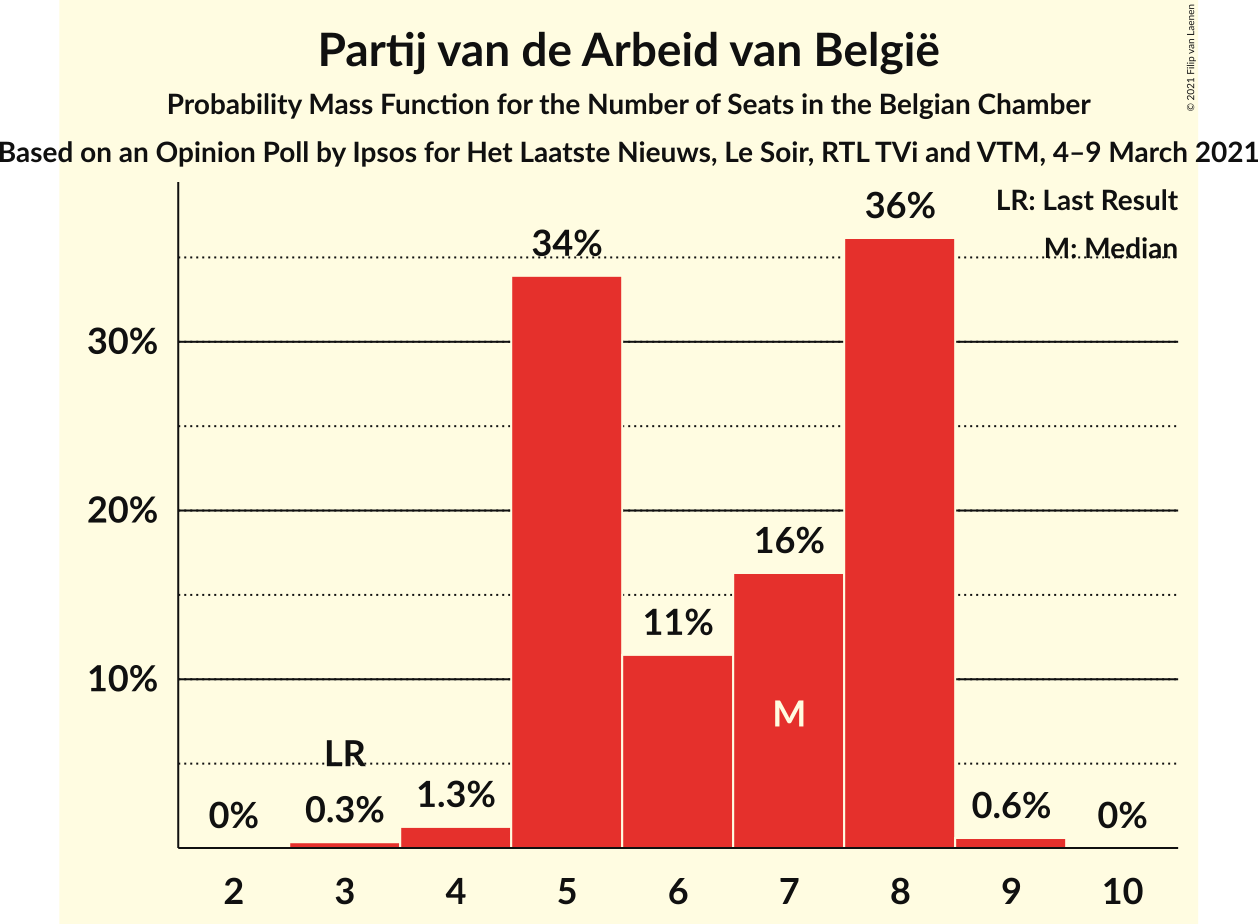 Partij van de Arbeid van België
Probability Mass Function for the Number of Seats in the Belgian Chamber
Based on an Opinion Poll by Ipsos for Het Laatste Nieuws, Le Soir, RTL TVi and VTM, 4–9 March 2021
© 2021 Filip van Laenen
LR: Last Result
M: Median
36%
34%
30%
20%
16%
11%
10%
M
LR
0%
0.3%
1.3%
0.6%
0%
2 3 4 5 6 7 8 9 10